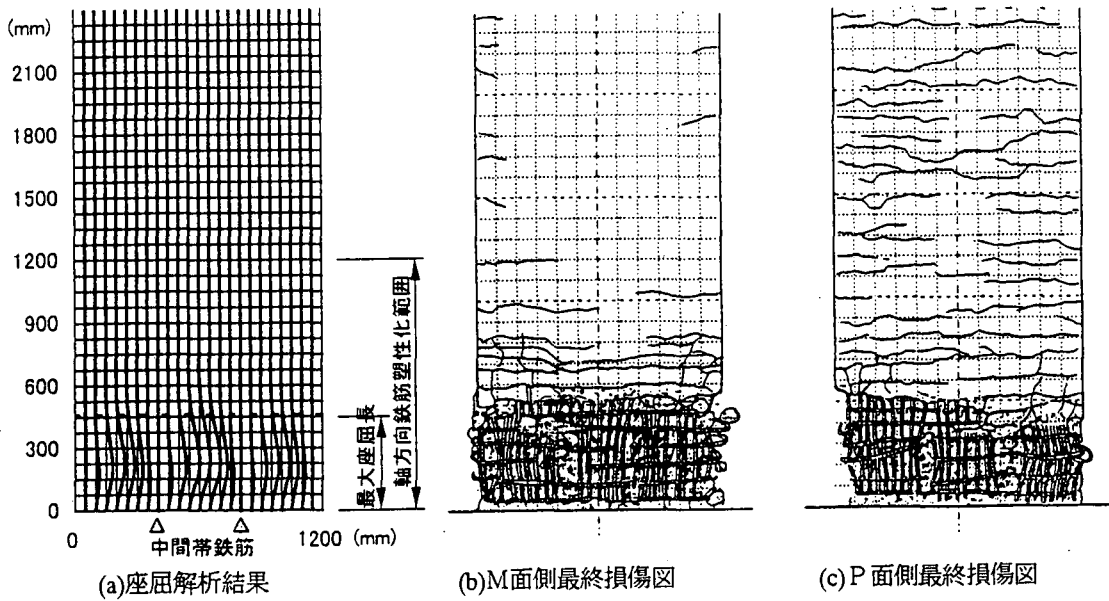 (mm)
2100
1800
1500
1200
900
600
300
0
最大座屈長
軸方向鉄筋塑性化範囲
0
中間帯鉄筋
1200 (mm)
(a)座屈解析結果
(b)M面側最終損傷図
(c)P面側最終損傷図